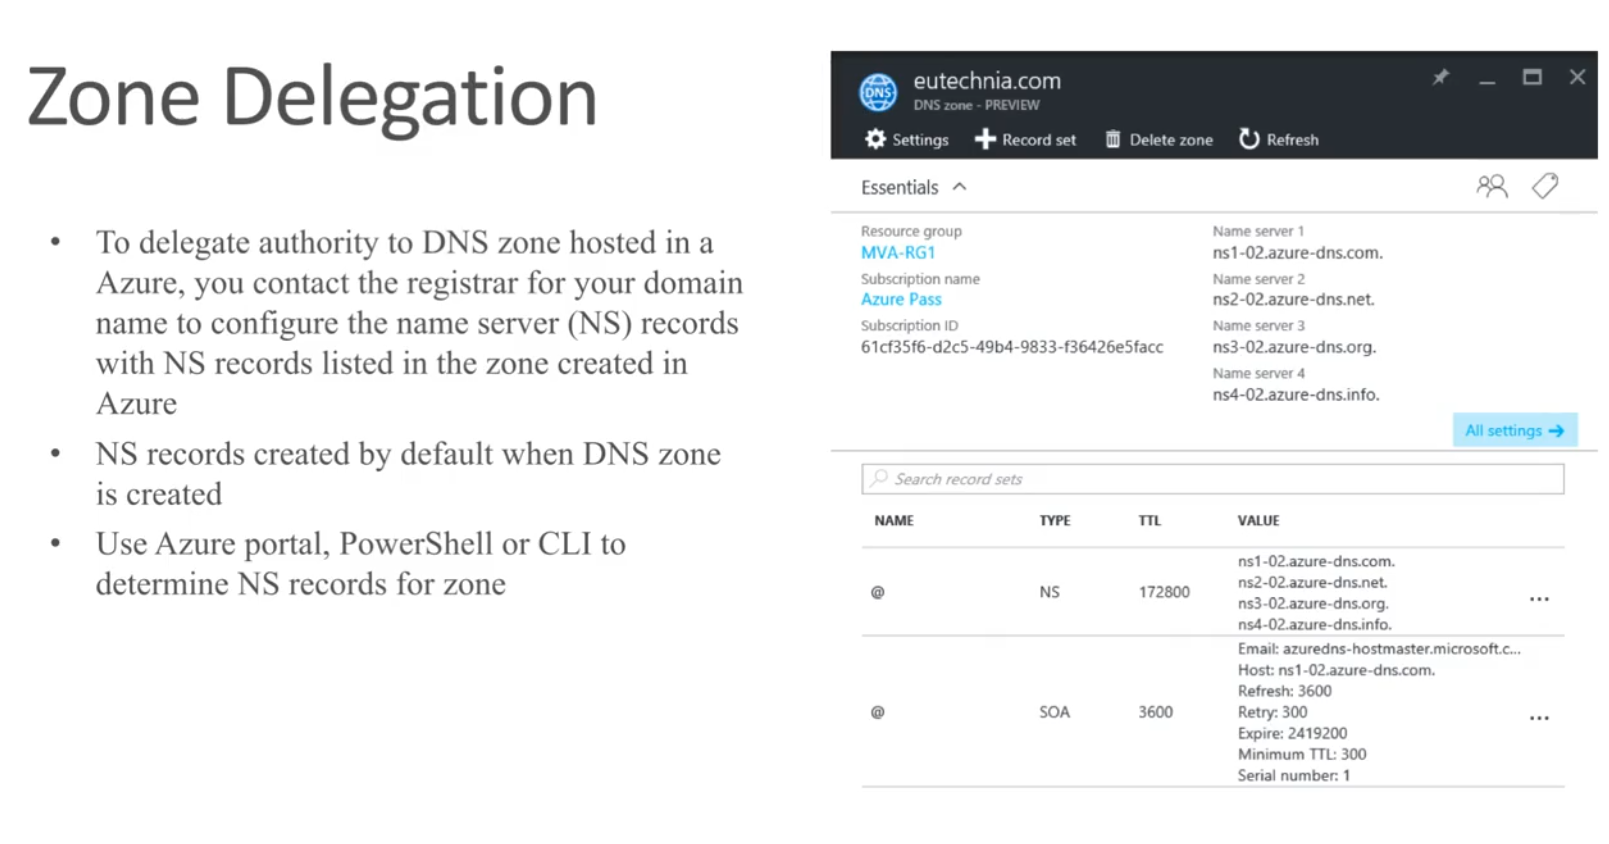 Zone Delegation
• To delegate authority to DNS zone hosted in a
Azure, you contact the registrar for your domain
name to configure the name server (NS) records
with NS records listed in the zone created in
Azure
• NS records created by default when DNS zone
is created
• Use Azure portal, PowerShell or CLI to
determine NS records for zone
DNS
eutechnia.com
DNS zone - PREVIEW
Settings Record set Delete zone Refresh
Essentials
Resource group
MVA-RG1
Subscription name
Azure Pass
Subscription ID
61cf35f6-d2c5-49b4-9833-f36426e5facc
Name server 1
ns1-02.azure-dns.com.
Name server 2
ns2-02.azure-dns.net.
Name server 3
ns3-02.azure-dns.org.
Name server 4
ns4-02.azure-dns.info.
All settings →
Search record sets
NAME TYPE TTL VALUE
@ NS 172800
ns1-02.azure-dns.com.
ns2-02.azure-dns.net.
ns3-02.azure-dns.org.
ns4-02.azure-dns.info.
...
@ SOA 3600
Email: azuredns-hostmaster.microsoft.c...
Host: ns1-02.azure-dns.com.
Refresh: 3600
Retry: 300
Expire: 2419200
Minimum TTL: 300
Serial number: 1
...